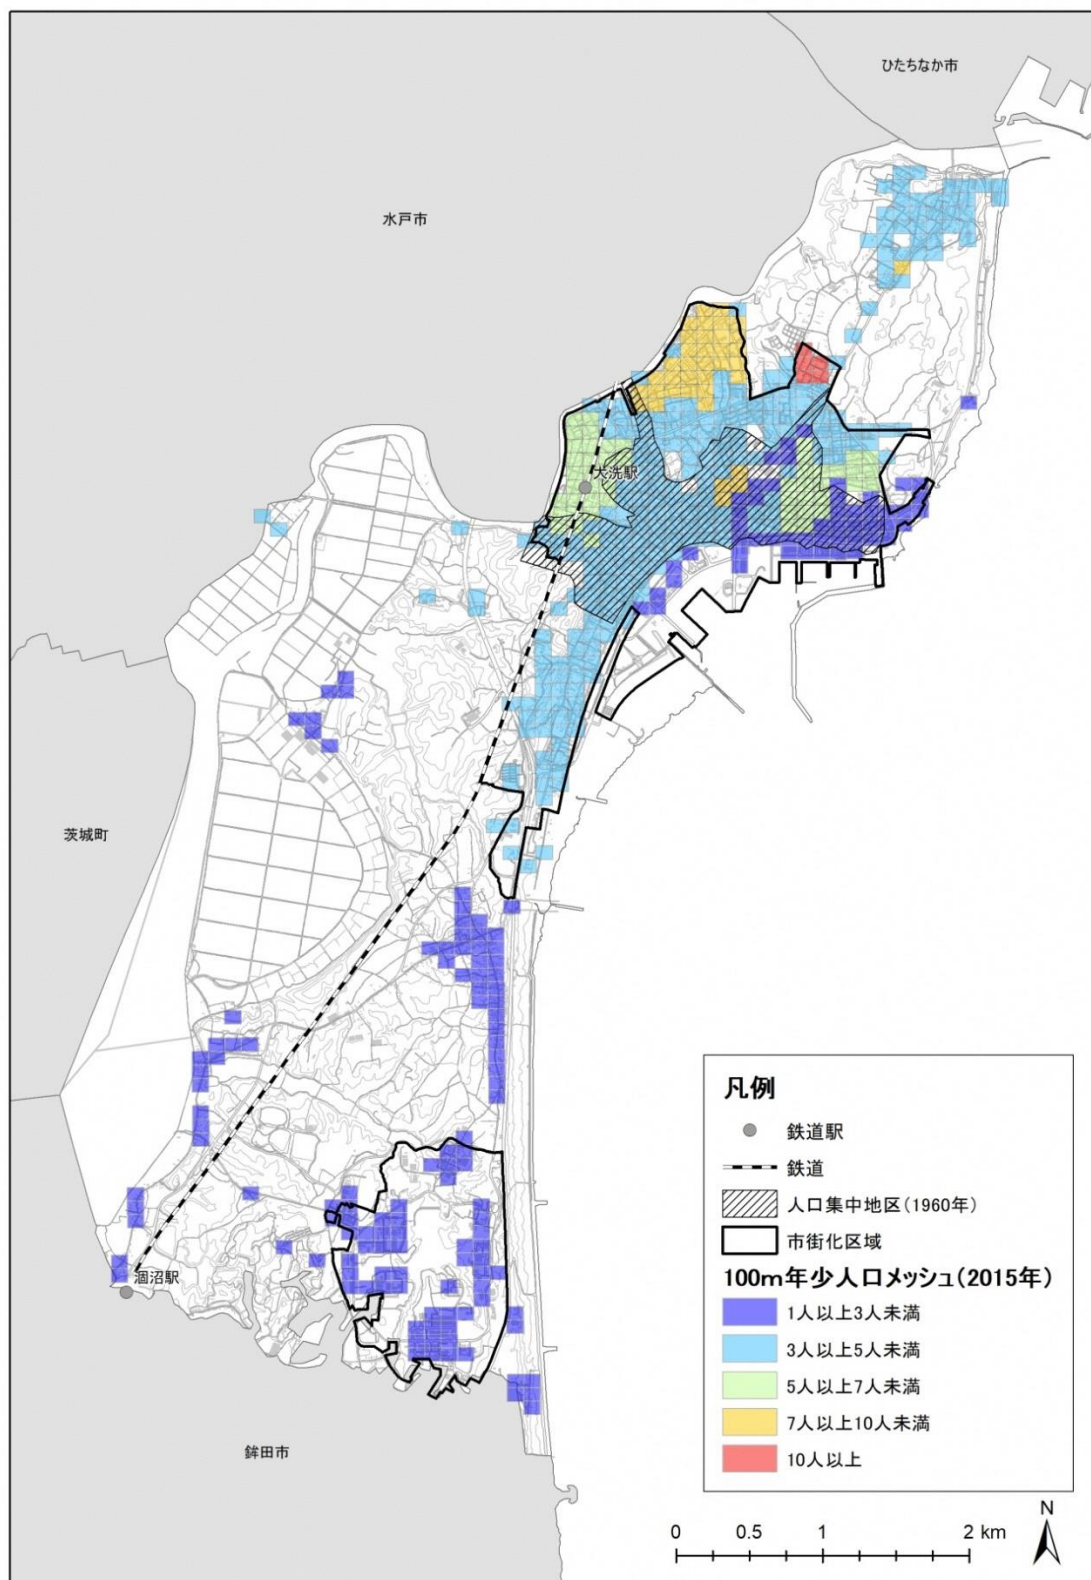 ひたちなか市
水戸市
大洗駅
茨城町
涸沼駅
鉾田市
凡例
鉄道駅
鉄道
人口集中地区(1960年)
市街化区域
100m年少人口メッシュ(2015年)
1人以上3人未満
3人以上5人未満
5人以上7人未満
7人以上10人未満
10人以上
N
0 0.5 1 2 km